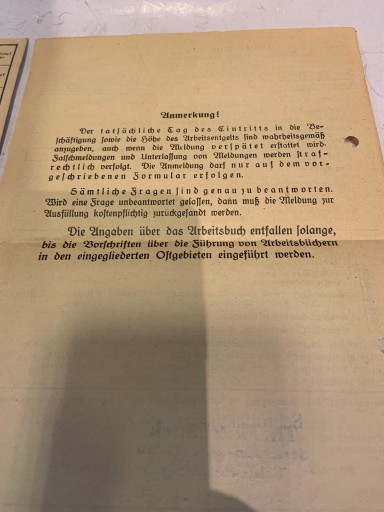 Anmerkung!
Der tatsächliche Tag des Eintritts in die Be-
schäftigung sowie die Höhe des Arbeitsentgelts sind wahrheitsgemäß
anzugeben, auch wenn die Meldung verspätet erstattet wird.
Falschmeldungen und Unterlassung von Meldungen werden straf-
rechtlich verfolgt. Die Anmeldung darf nur auf dem vor-
geschriebenen Formular erfolgen.
Sämtliche Fragen sind genau zu beantworten.
Wird eine Frage unbeantwortet gelassen, dann muß die Meldung zur
Ausfüllung kostenpflichtig zurückgesandt werden.
Die Angaben über das Arbeitsbuch entfallen solange,
bis die Vorschriften über die Führung von Arbeitsbüchern
in den eingegliederten Ostgebieten eingeführt werden.